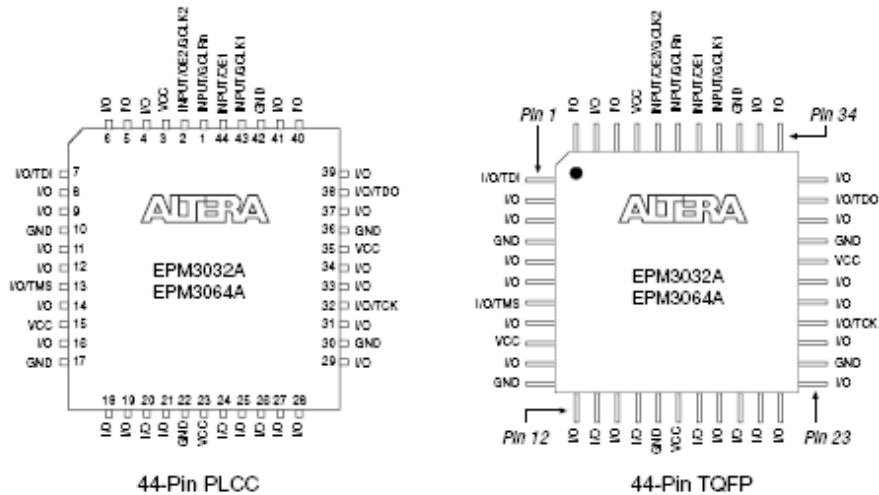 I/O
I/O
I/O
VCC
INPUT/OE2/GCLK2
INPUT/GCLRn
INPUT/OE1
INPUT/GCLK1
GND
I/O
I/O
6 5 4 3 2 1 44 43 42 41 40
I/O/TDI 7
I/O 8
I/O 9
GND 10
I/O 11
I/O 12
I/O/TMS 13
I/O 14
VCC 15
I/O 16
GND 17
ALTERA
EPM3032A
EPM3064A
39 I/O
38 I/O/TDO
37 I/O
36 GND
35 VCC
34 I/O
33 I/O
32 I/O/TCK
31 I/O
30 GND
29 I/O
18 19 20 21 22 23 24 25 26 27 28
I/O
I/O
I/O
I/O
GND
VCC
I/O
I/O
I/O
I/O
I/O
44-Pin PLCC
I/O
I/O
I/O
VCC
INPUT/OE2/GCLK2
INPUT/GCLRn
INPUT/OE1
INPUT/GCLK1
GND
I/O
I/O
Pin 1
Pin 34
I/O/TDI
I/O
I/O
GND
I/O
I/O
I/O/TMS
I/O
VCC
I/O
GND
ALTERA
EPM3032A
EPM3064A
I/O
I/O/TDO
I/O
GND
VCC
I/O
I/O
I/O/TCK
I/O
GND
I/O
Pin 12
Pin 23
I/O
I/O
I/O
I/O
GND
VCC
I/O
I/O
I/O
I/O
I/O
44-Pin TQFP